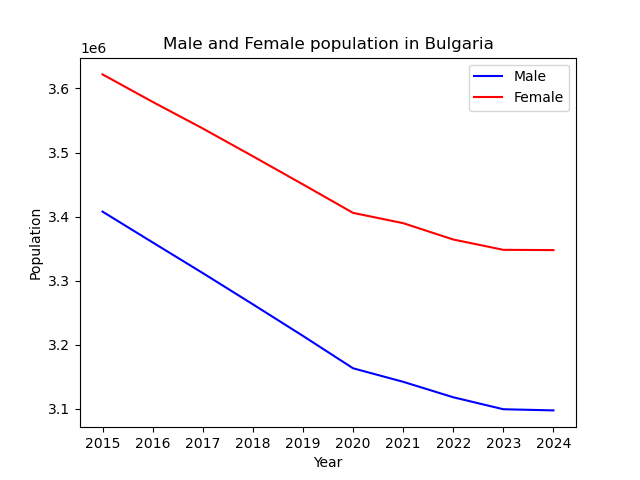 Male and Female population in Bulgaria
1e6
Male
Female
3.6
3.5
3.4
3.3
3.2
3.1
Population
2015 2016 2017 2018 2019 2020 2021 2022 2023 2024
Year